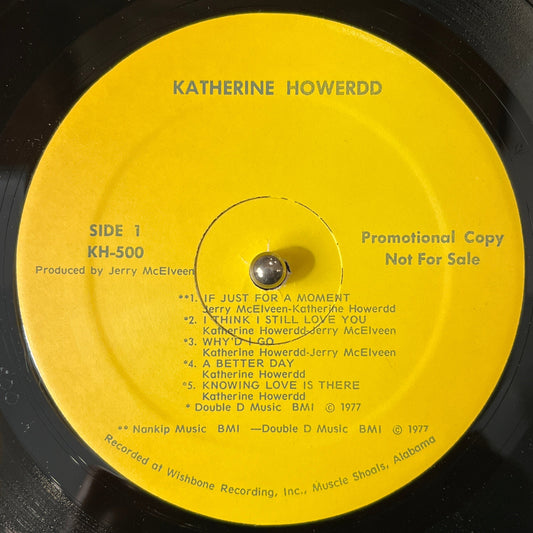 KATHERINE HOWERDD
SIDE 1
KH-500
Produced by Jerry McElveen
Promotional Copy
Not For Sale
**1. IF JUST FOR A MOMENT
Jerry McElveen-Katherine Howerdd
*2. I THINK I STILL LOVE YOU
Katherine Howerdd-Jerry McElveen
*3. WHY'D I GO
Katherine Howerdd-Jerry McElveen
*4. A BETTER DAY
Katherine Howerdd
*5. KNOWING LOVE IS THERE
Katherine Howerdd
* Double D Music BMI © 1977
** Nankip Music BMI —Double D Music BMI © 1977
Recorded at Wishbone Recording, Inc., Muscle Shoals, Alabama